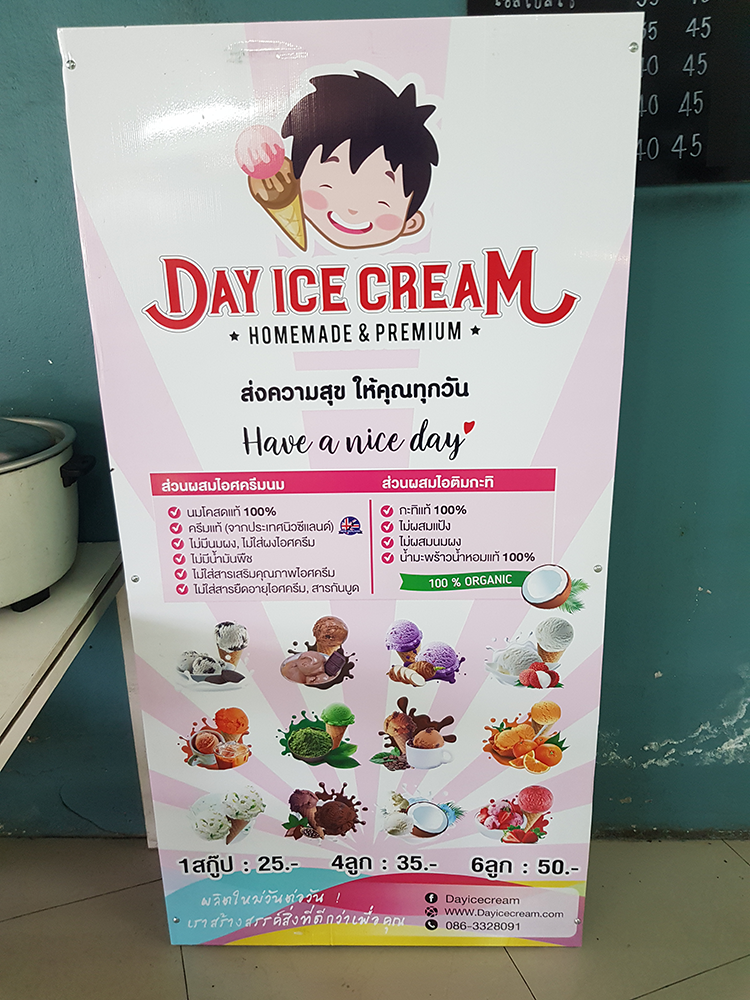 35 45
35 45
40 45
40 45
40 45
DAY ICE CREAM
★ HOMEMADE & PREMIUM ★
ส่งความสุข ให้คุณทุกวัน
Have a nice day
ส่วนผสมไอศครีมนม
นมโคสดแท้ 100%
ครีมแท้ (จากประเทศนิวซีแลนด์)
ไม่มีนมผง, ไม่ใส่ผงไอศครีม
ไม่มีน้ำมันพืช
ไม่ใส่สารเสริมคุณภาพไอศครีม
ไม่ใส่สารยืดอายุไอศครีม, สารกันบูด
ส่วนผสมไอติมกะทิ
กะทิแท้ 100%
ไม่ผสมแป้ง
ไม่ผสมนมผง
น้ำมะพร้าวน้ำหอมแท้ 100%
100 % ORGANIC
1สกู๊ป : 25.- 4ลูก : 35.- 6ลูก : 50.-
ผลิตใหม่วันต่อวัน !
เราสร้างสรรค์สิ่งที่ดีกว่าเพื่อคุณ
Dayicecream
www.Dayicecream.com
086-3328091